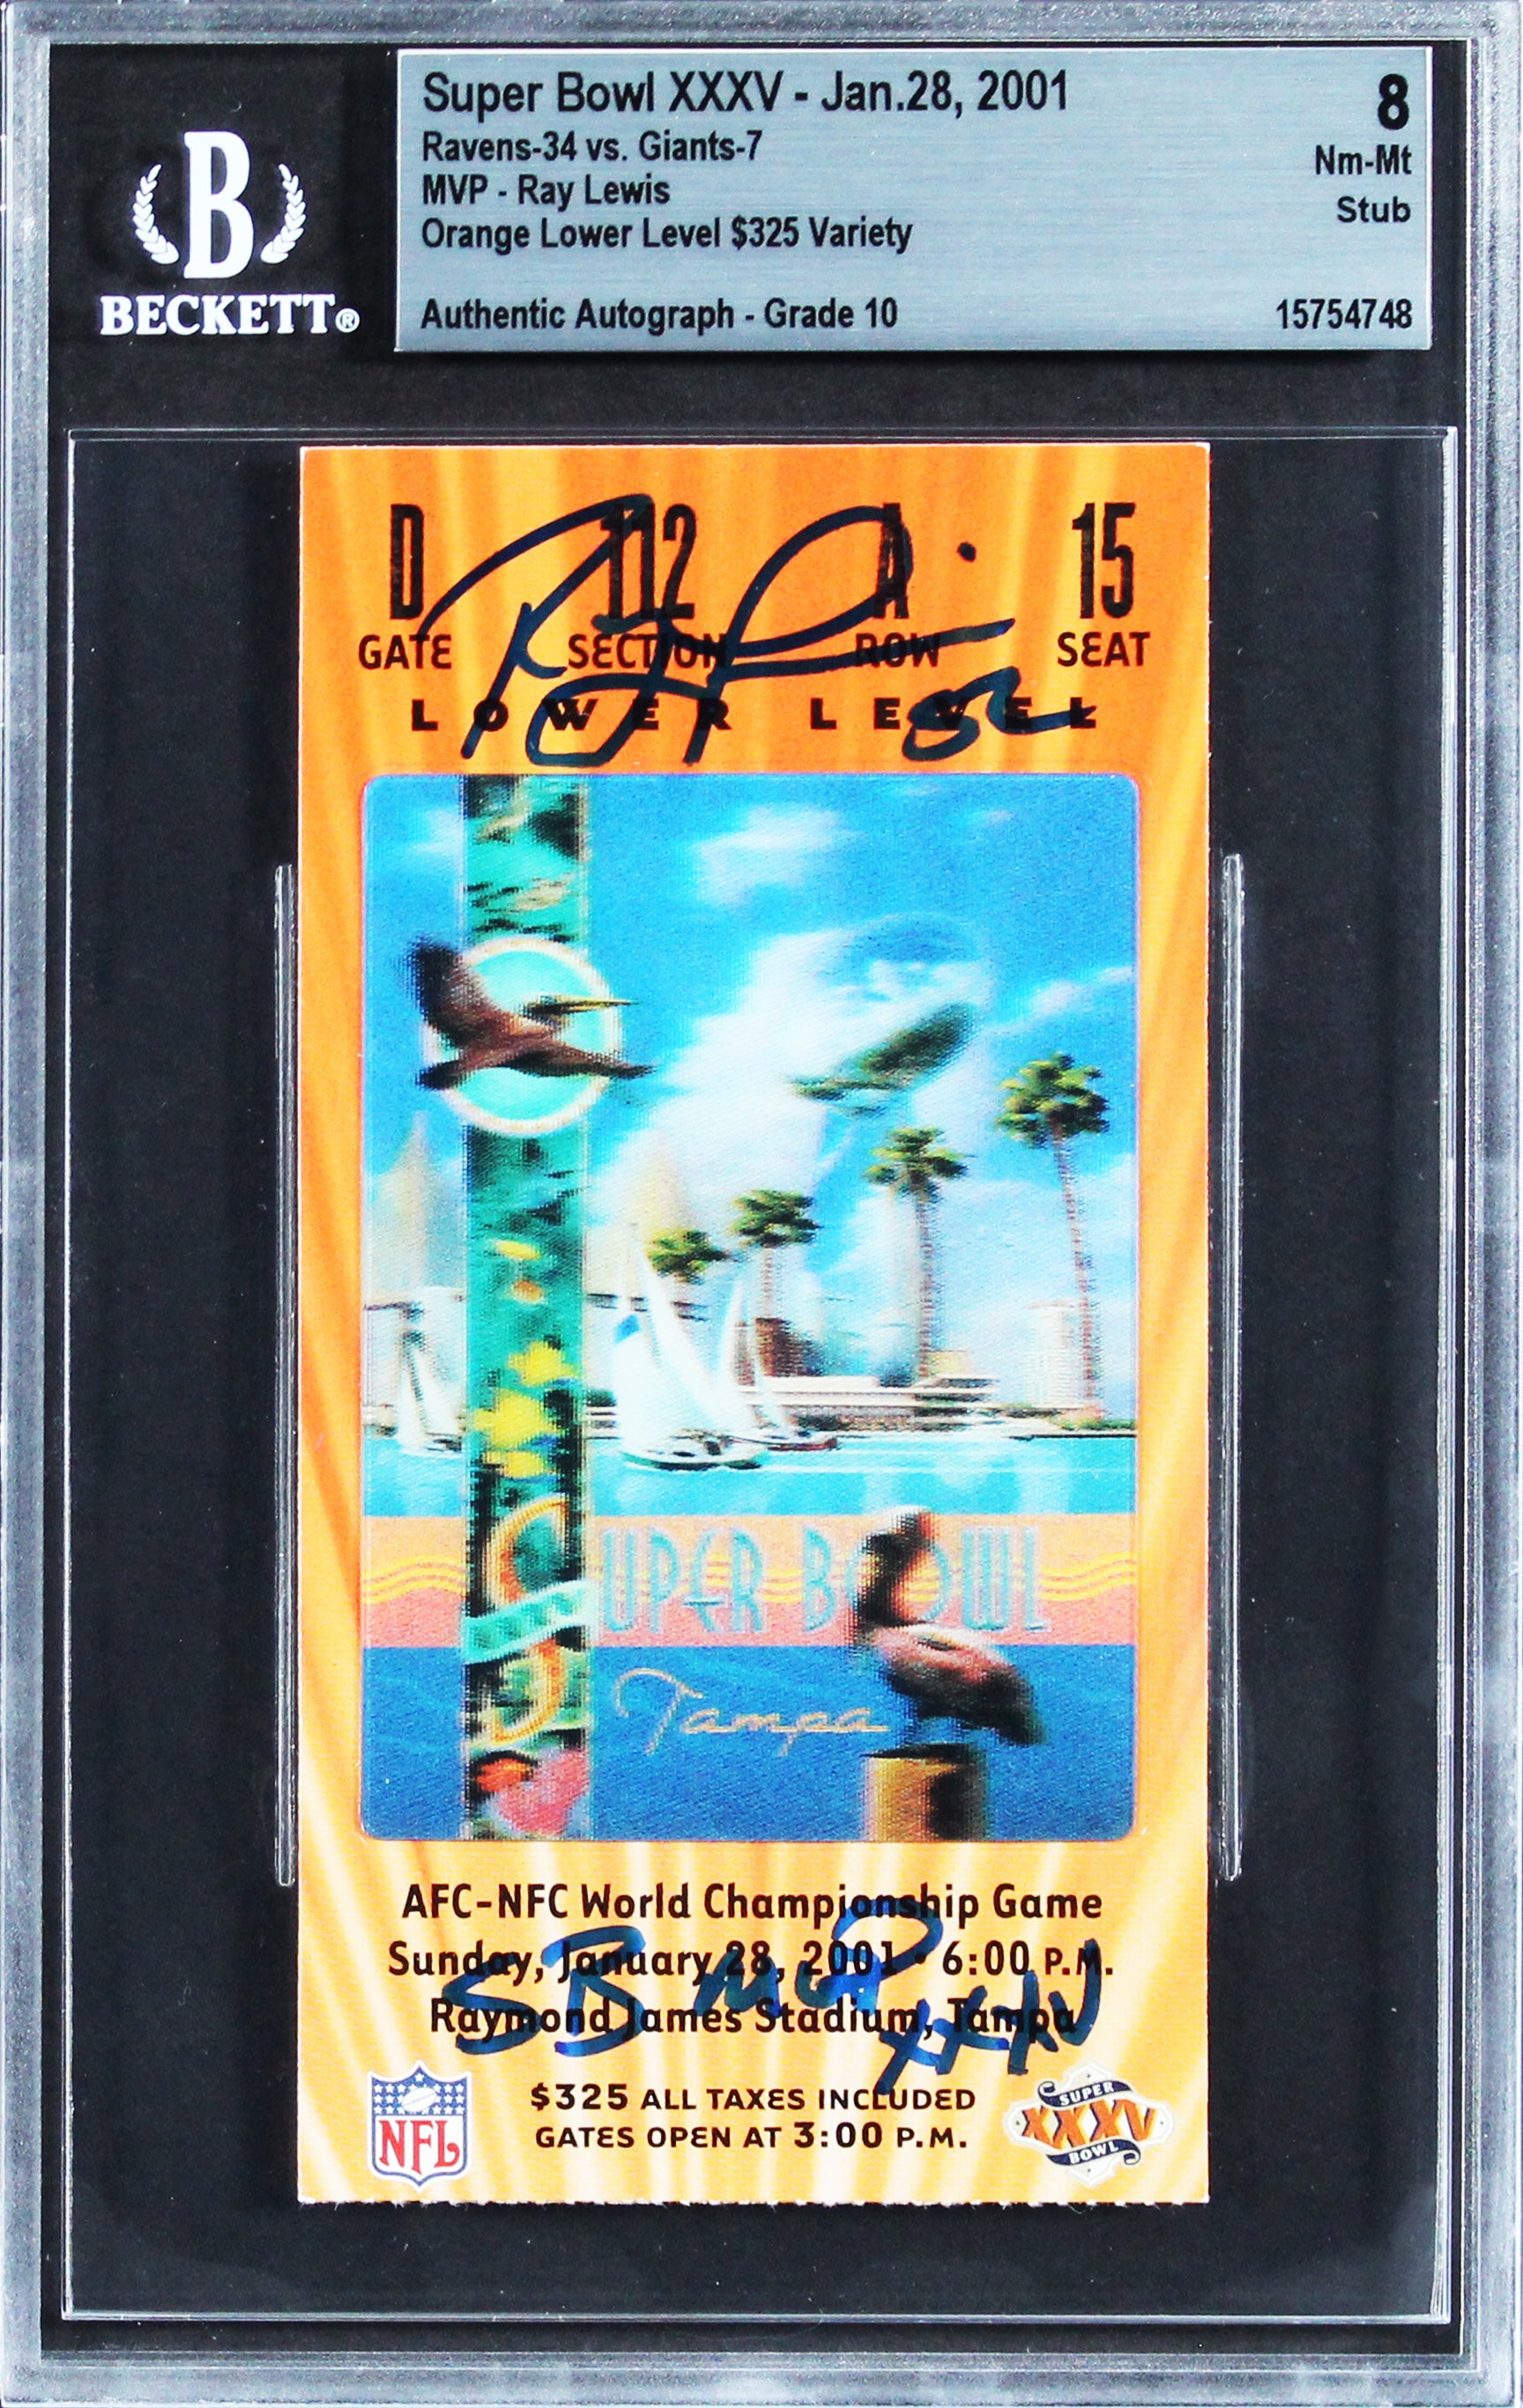 Super Bowl XXXV - Jan.28, 2001
8
Ravens-34 vs. Giants-7
Nm-Mt
MVP - Ray Lewis
Stub
Orange Lower Level $325 Variety
Authentic Autograph - Grade 10
15754748
B
BECKETT®
D 112 A 15
GATE SECTION ROW SEAT
LOWER LEVEL
52
SUPER BOWL
Tampa
AFC-NFC World Championship Game
Sunday, January 28, 2001 • 6:00 P.M.
Raymond James Stadium, Tampa
SB MVP
XXXV
$325 ALL TAXES INCLUDED
GATES OPEN AT 3:00 P.M.
NFL
SUPER
XXXV
BOWL